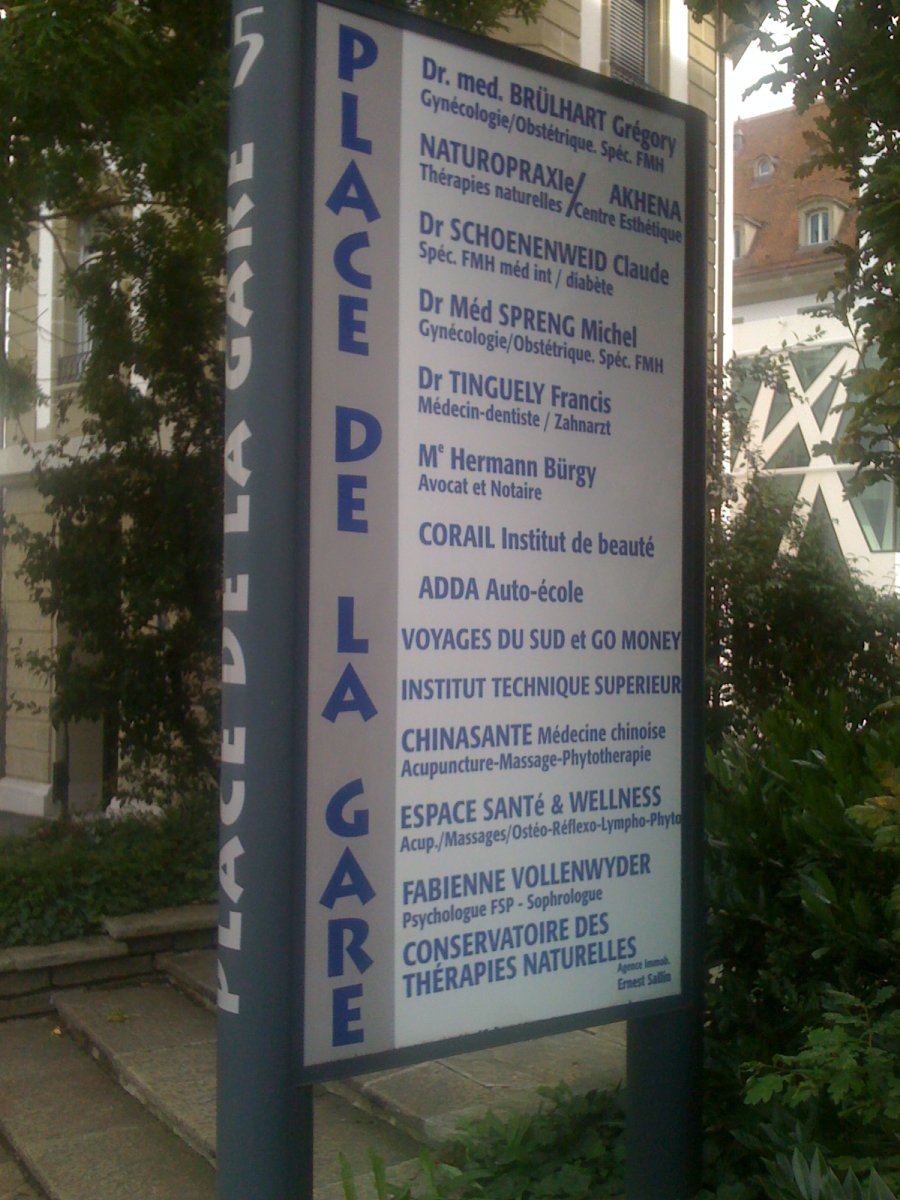 PLACE DE LA GARE 5
PLACE DE LA GARE
Dr. med. BRÜLHART Grégory
Gynécologie/Obstétrique. Spéc. FMH
NATUROPRAXIe/ AKHENA
Thérapies naturelles/Centre Esthétique
Dr SCHOENENWEID Claude
Spéc. FMH méd int / diabète
Dr Méd SPRENG Michel
Gynécologie/Obstétrique. Spéc. FMH
Dr TINGUELY Francis
Médecin-dentiste / Zahnarzt
Me Hermann Bürgy
Avocat et Notaire
CORAIL Institut de beauté
ADDA Auto-école
VOYAGES DU SUD et GO MONEY
INSTITUT TECHNIQUE SUPERIEUR
CHINASANTE Médecine chinoise
Acupuncture-Massage-Phytotherapie
ESPACE SANTé & WELLNESS
Acup./Massages/Ostéo-Réflexo-Lympho-Phyto
FABIENNE VOLLENWYDER
Psychologue FSP - Sophrologue
CONSERVATOIRE DES
THÉRAPIES NATURELLES
Agence Immob.
Ernest Sallin